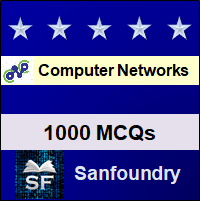 Computer Networks
1000 MCQs
SF
Sanfoundry